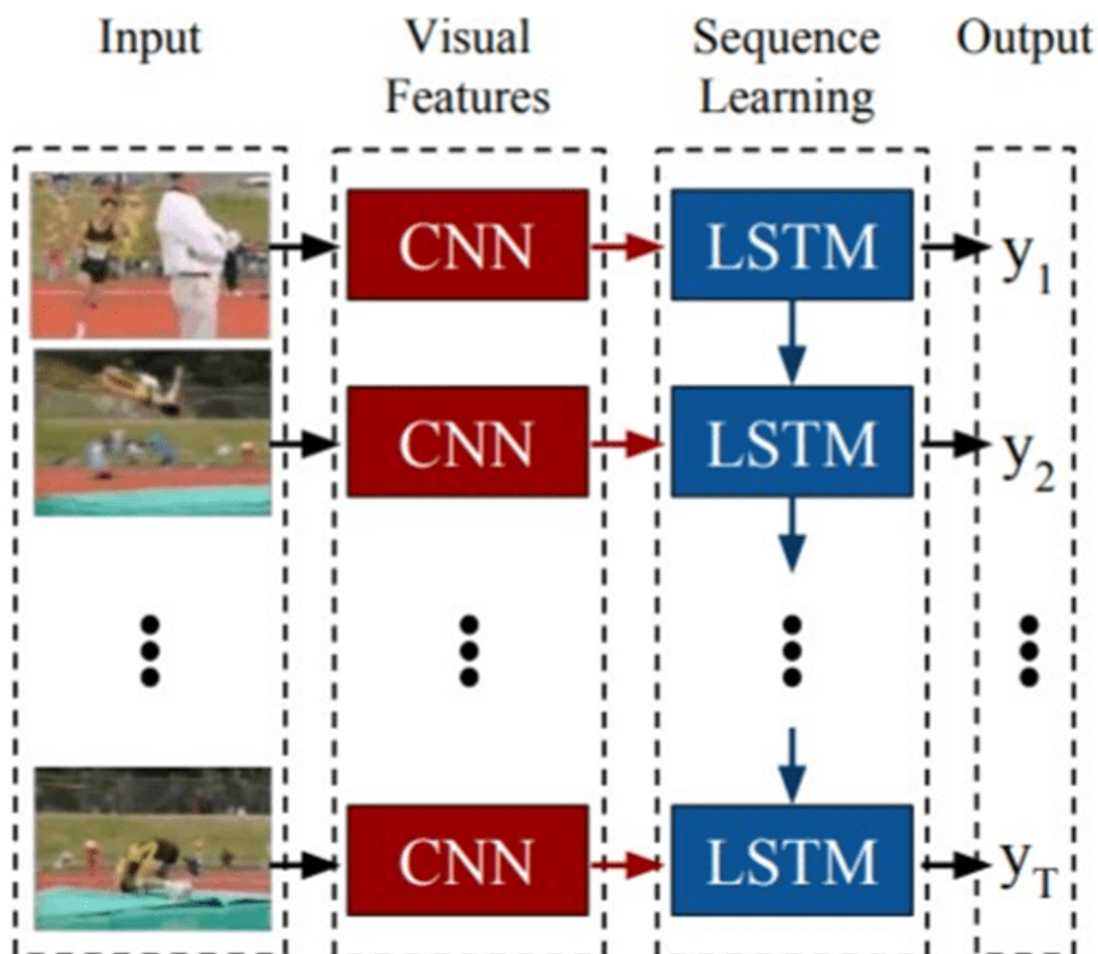 Input
Visual
Features
Sequence
Learning
Output
CNN
LSTM
y1
CNN
LSTM
y2
CNN
LSTM
yT